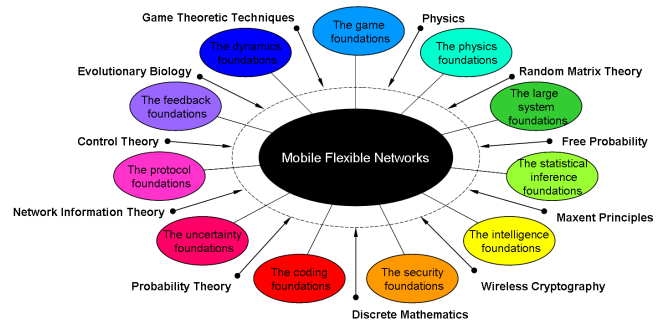 Game Theoretic Techniques
The game
foundations
Physics
The dynamics
foundations
The physics
foundations
Evolutionary Biology
Random Matrix Theory
The feedback
foundations
The large
system
foundations
Control Theory
Free Probability
Mobile Flexible Networks
The protocol
foundations
The statistical
inference
foundations
Network Information Theory
Maxent Principles
The uncertainty
foundations
The intelligence
foundations
Probability Theory
The coding
foundations
The security
foundations
Wireless Cryptography
Discrete Mathematics